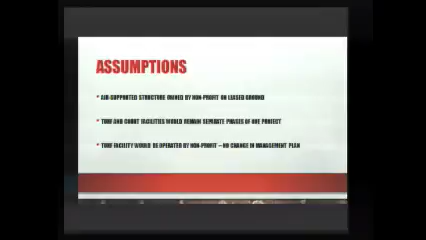 ASSUMPTIONS
• AIR-SUPPORTED STRUCTURE OWNED BY NON-PROFIT ON LEASED GROUND
• TURF AND COURT FACILITIES WOULD REMAIN SEPARATE PHASES OF ONE PROJECT
• TURF FACILITY WOULD BE OPERATED BY NON-PROFIT – NO CHANGE IN MANAGEMENT PLAN